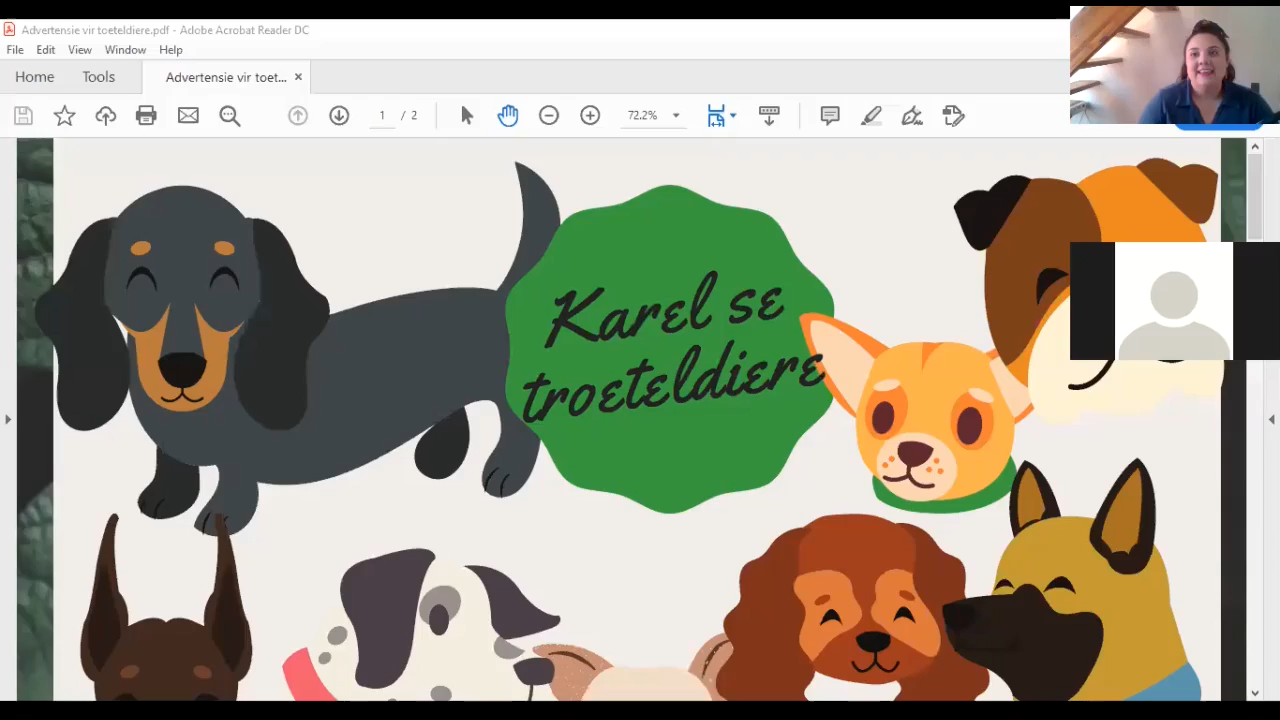 Advertensie vir toeteldiere.pdf - Adobe Acrobat Reader DC
File Edit View Window Help
Home Tools Advertensie vir toet... ×
1 / 2 72.2%
Karel se
troeteldiere